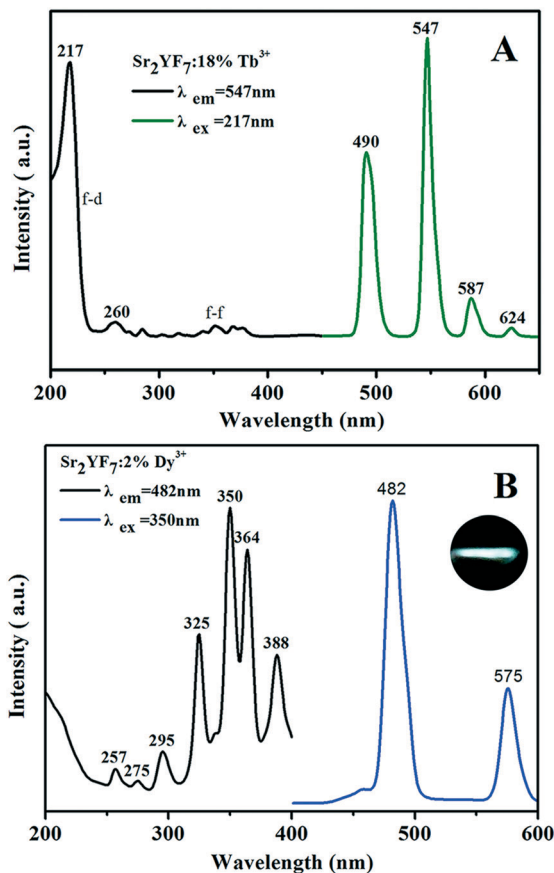 A
Sr₂YF₇:18% Tb³⁺
λ em=547nm
λ ex=217nm
217
f-d
260
f-f
490
547
587
624
Intensity ( a.u.)
200 300 400 500 600
Wavelength (nm)
B
Sr₂YF₇:2% Dy³⁺
λ em=482nm
λ ex=350nm
257
275
295
325
350
364
388
482
575
Intensity ( a.u.)
200 300 400 500 600
Wavelength (nm)